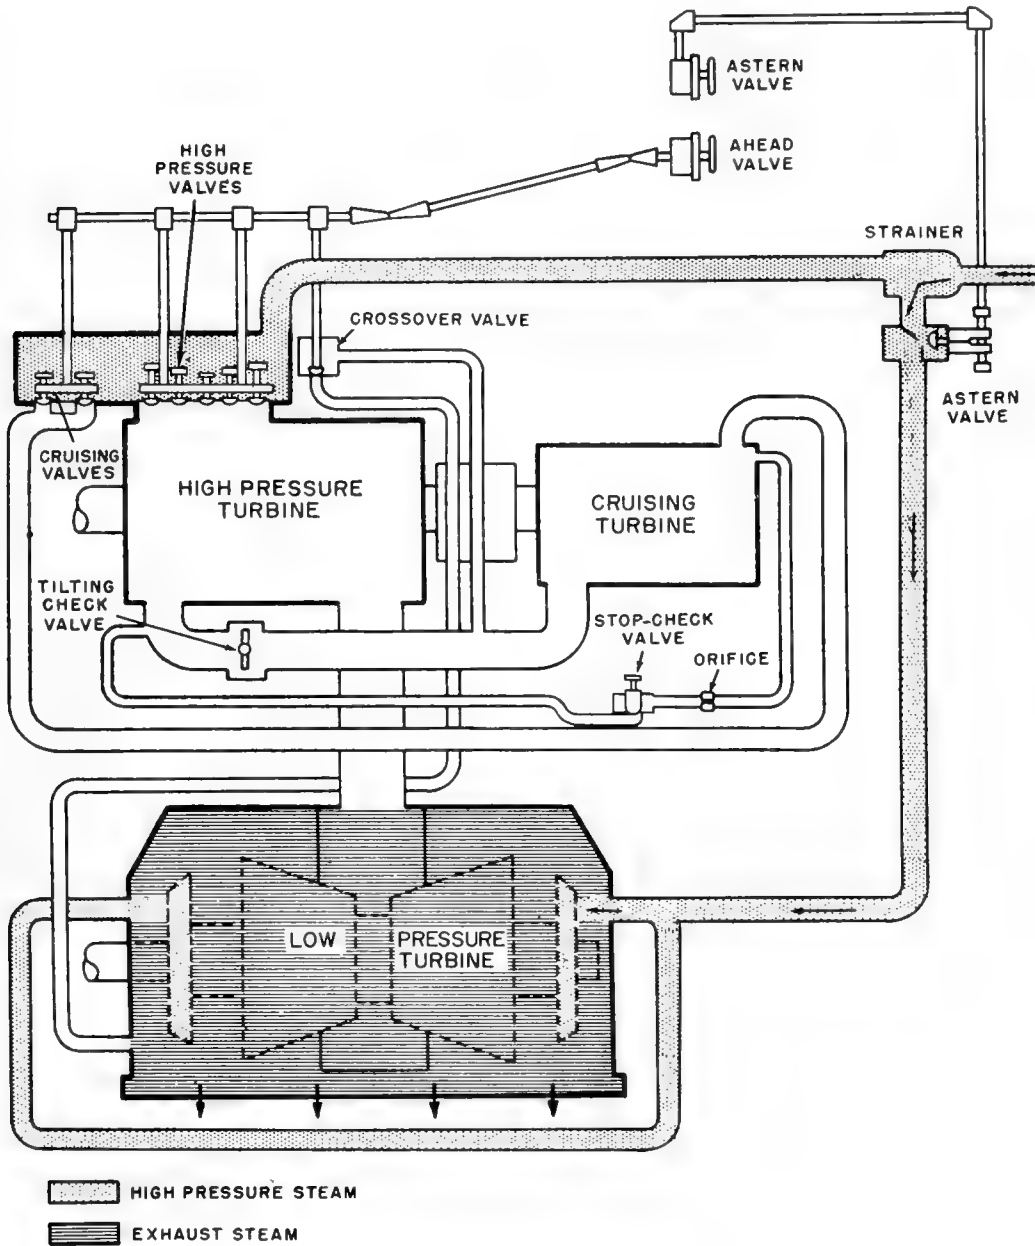 ASTERN
VALVE
AHEAD
VALVE
HIGH
PRESSURE
VALVES
STRAINER
CROSSOVER VALVE
ASTERN
VALVE
CRUISING
VALVES
HIGH PRESSURE
TURBINE
CRUISING
TURBINE
TILTING
CHECK
VALVE
STOP-CHECK
VALVE
ORIFICE
LOW PRESSURE
TURBINE
HIGH PRESSURE STEAM
EXHAUST STEAM